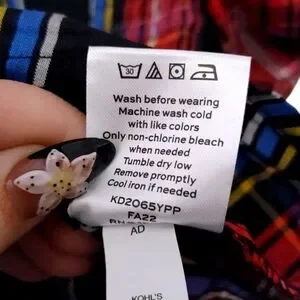 30
Wash before wearing
Machine wash cold
with like colors
Only non-chlorine bleach
when needed
Tumble dry low
Remove promptly
Cool iron if needed
KD2065YPP
FA22
AD
KOHL'S